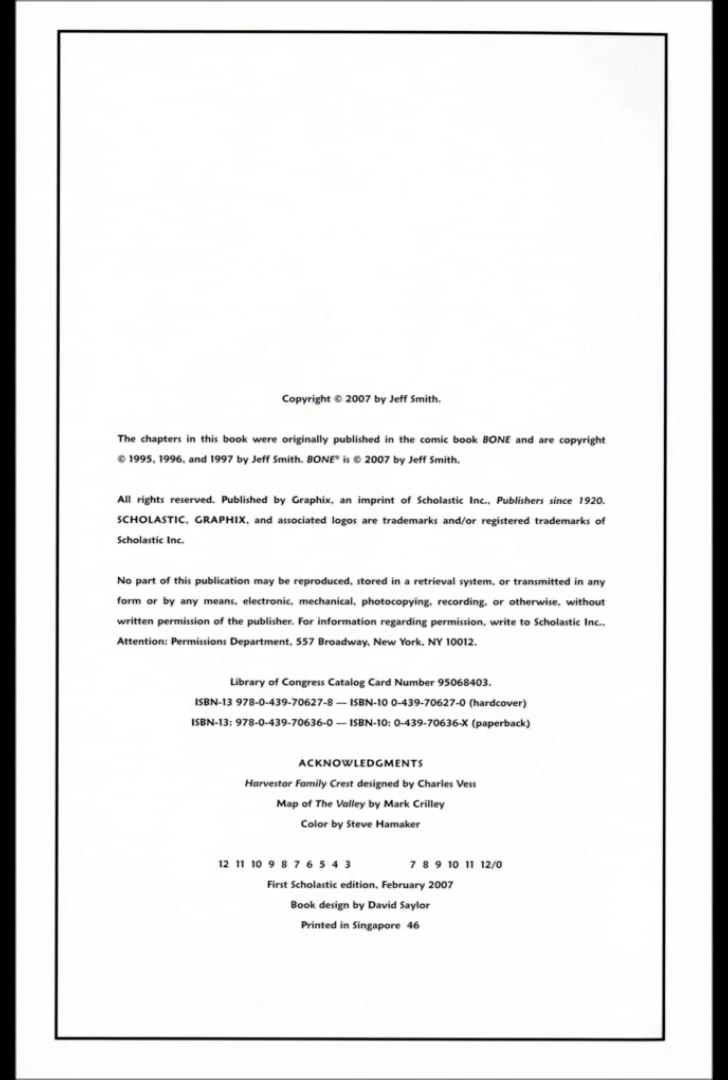 Copyright © 2007 by Jeff Smith.
The chapters in this book were originally published in the comic book BONE and are copyright
© 1995, 1996, and 1997 by Jeff Smith. BONE® is © 2007 by Jeff Smith.
All rights reserved. Published by Graphix, an imprint of Scholastic Inc., Publishers since 1920.
SCHOLASTIC, GRAPHIX, and associated logos are trademarks and/or registered trademarks of
Scholastic Inc.
No part of this publication may be reproduced, stored in a retrieval system, or transmitted in any
form or by any means, electronic, mechanical, photocopying, recording, or otherwise, without
written permission of the publisher. For information regarding permission, write to Scholastic Inc.,
Attention: Permissions Department, 557 Broadway, New York, NY 10012.
Library of Congress Catalog Card Number 95068403.
ISBN-13 978-0-439-70627-8 — ISBN-10 0-439-70627-0 (hardcover)
ISBN-13: 978-0-439-70636-0 — ISBN-10: 0-439-70636-X (paperback)
ACKNOWLEDGMENTS
Harvestar Family Crest designed by Charles Vess
Map of The Valley by Mark Crilley
Color by Steve Hamaker
12 11 10 9 8 7 6 5 4 3 7 8 9 10 11 12/0
First Scholastic edition, February 2007
Book design by David Saylor
Printed in Singapore 46